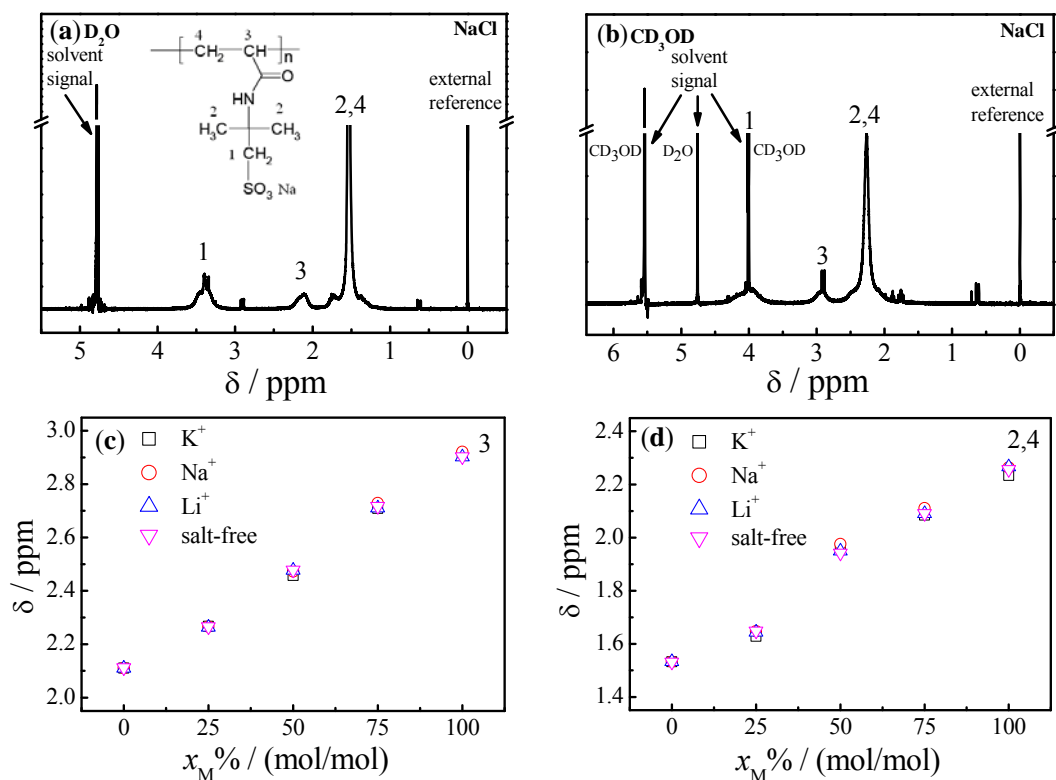 (a) D₂O
NaCl
solvent
signal
external
reference
4
3
CH₂
CH
n
O
HN
2
2
H₃C
CH₃
1
CH₂
SO₃ Na
2,4
1
3
5
4
3
2
1
0
δ / ppm
(b) CD₃OD
NaCl
solvent
signal
external
reference
2,4
1
CD₃OD
D₂O
CD₃OD
3
6
5
4
3
2
1
0
δ / ppm
(c)
K⁺
3
Na⁺
Li⁺
salt-free
3.0
2.8
2.6
2.4
2.2
2.0
δ / ppm
0
25
50
75
100
x_M% / (mol/mol)
(d)
K⁺
2,4
Na⁺
Li⁺
salt-free
2.4
2.2
2.0
1.8
1.6
1.4
δ / ppm
0
25
50
75
100
x_M% / (mol/mol)